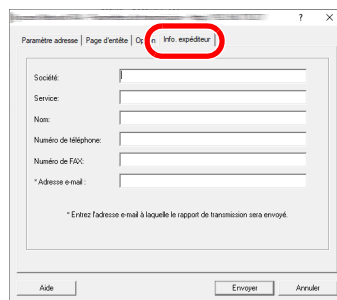 ? ×
Paramètre adresse Page d'entête Info. expéditeur
Société:
Service:
Nom:
Numéro de téléphone:
Numéro de FAX:
* Adresse e-mail :
* Entrez l'adresse e-mail à laquelle le rapport de transmission sera envoyé.
Aide Envoyer Annuler